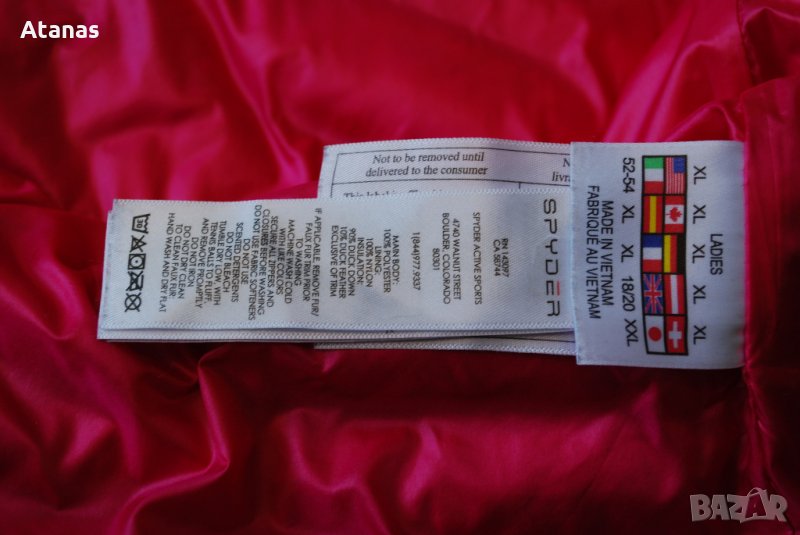 Atanas
Not to be removed until
delivered to the consumer
SPYDER
RN 143097
CA 58744
SPYDER ACTIVE SPORTS
4740 WALNUT STREET
BOULDER, COLORADO
80301
1(844)977-9337
MAIN BODY:
100% POLYESTER
LINING:
100% NYLON
INSULATION:
90% DUCK DOWN
10% DUCK FEATHER
EXCLUSIVE OF TRIM
IF APPLICABLE, REMOVE FUR/
FAUX FUR TRIM PRIOR
TO WASHING
MACHINE WASH COLD
WITH LIKE COLORS
SECURE ALL ZIPPERS AND
CLOSURES BEFORE WASHING
DO NOT USE FABRIC SOFTENERS
DO NOT USE
SCENTED DETERGENTS
DO NOT BLEACH
TUMBLE DRY LOW, WITH
TENNIS BALLS TO FLUFF,
AND REMOVE PROMPTLY
DO NOT IRON
DO NOT DRY CLEAN
TO CLEAN FAUX FUR:
HAND WASH AND DRY FLAT
30
LADIES
XL XL XL XL
52-54 XL XL 18/20 XXL
MADE IN VIETNAM
FABRIQUÉ AU VIETNAM
BAZAR